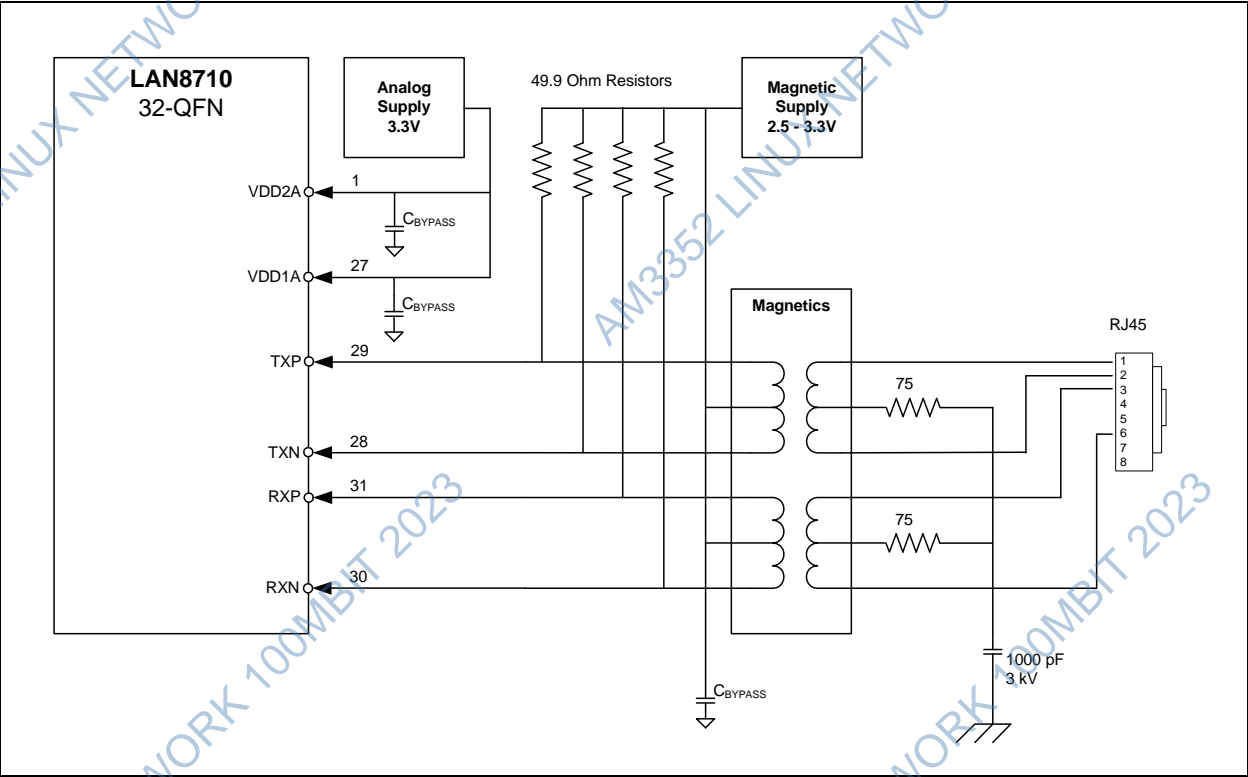 LAN8710
32-QFN
Analog
Supply
3.3V
49.9 Ohm Resistors
Magnetic
Supply
2.5 - 3.3V
VDD2A
1
CBYPASS
VDD1A
27
CBYPASS
Magnetics
RJ45
TXP
29
75
1
2
3
4
5
6
7
8
TXN
28
RXP
31
75
RXN
30
1000 pF
3 kV
CBYPASS
LINUX NETWO
AM3352 LINUX NETWO
WORK 100MBIT 2023
WORK 100MBIT 2023